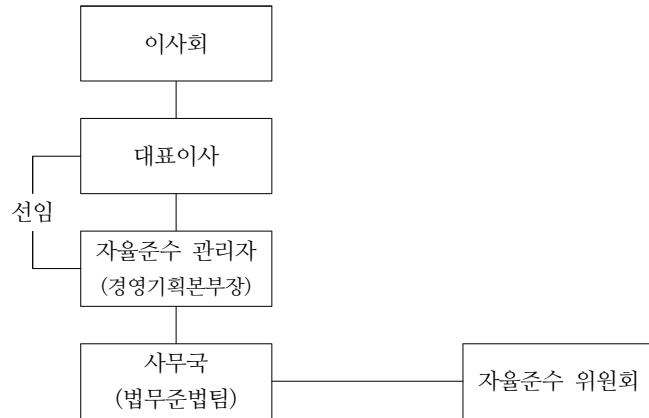 이사회
대표이사
선임
자율준수 관리자
(경영기획본부장)
사무국
(법무준법팀)
자율준수 위원회